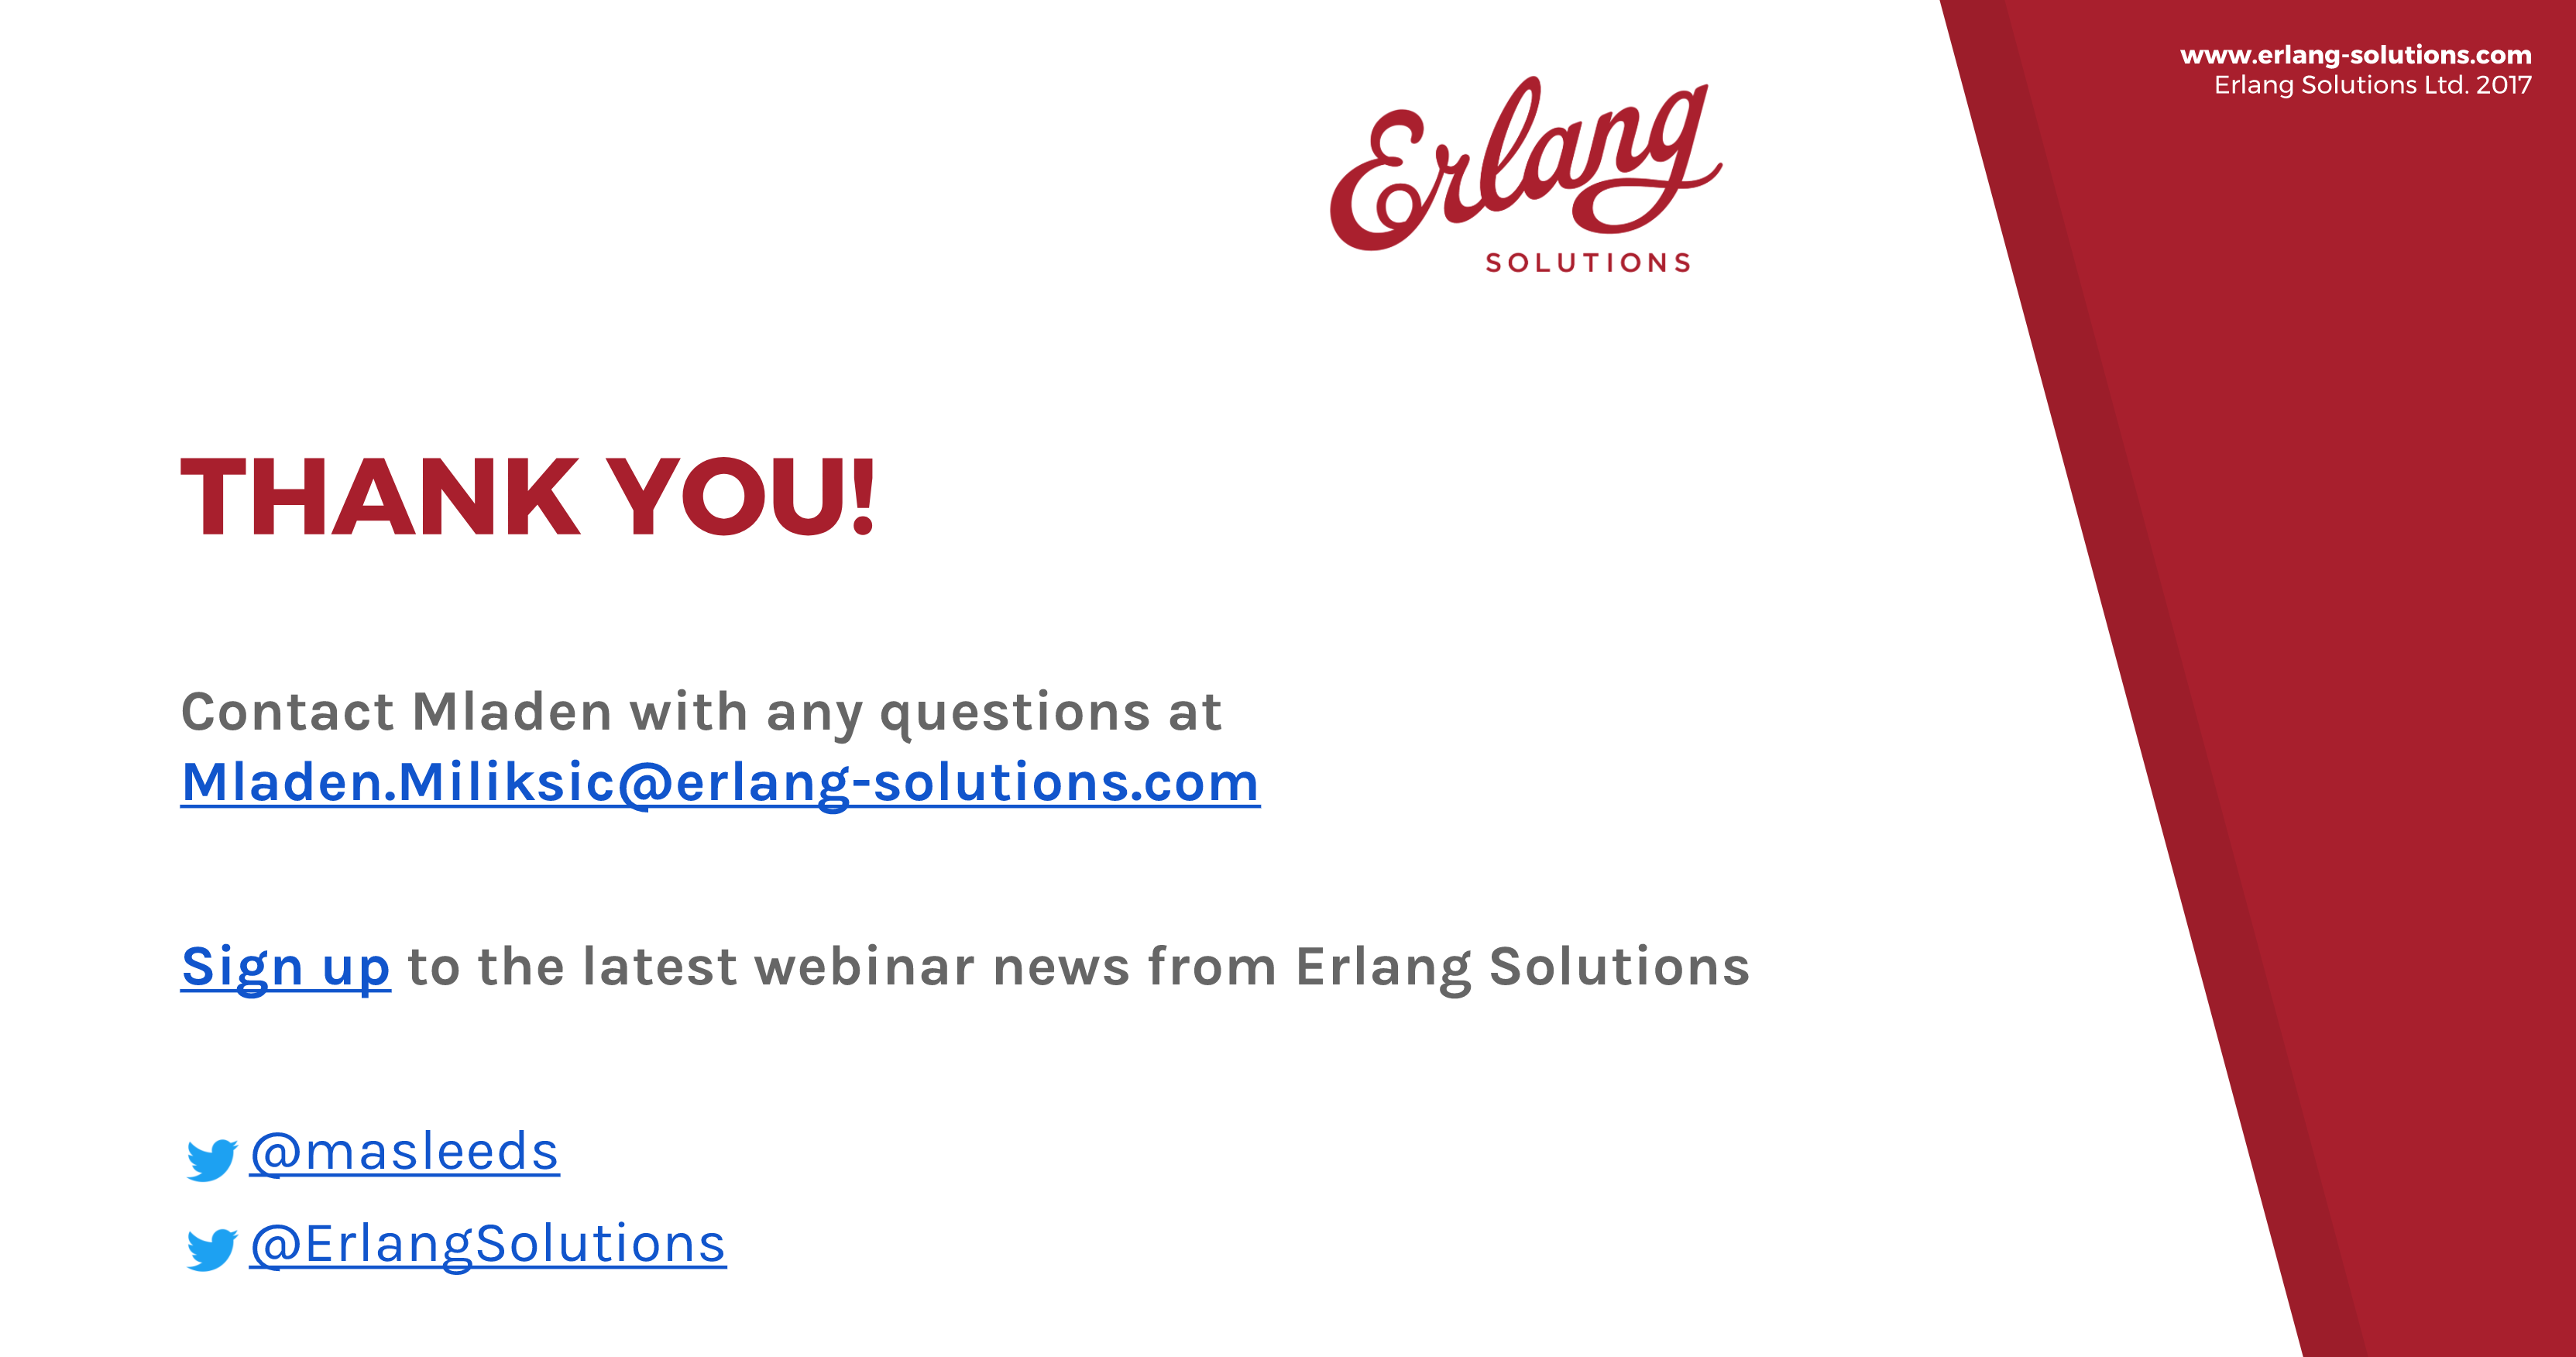 www.erlang-solutions.com
Erlang Solutions Ltd. 2017
Erlang
SOLUTIONS
THANK YOU!
Contact Mladen with any questions at
Mladen.Miliksic@erlang-solutions.com
Sign up to the latest webinar news from Erlang Solutions
@masleeds
@ErlangSolutions